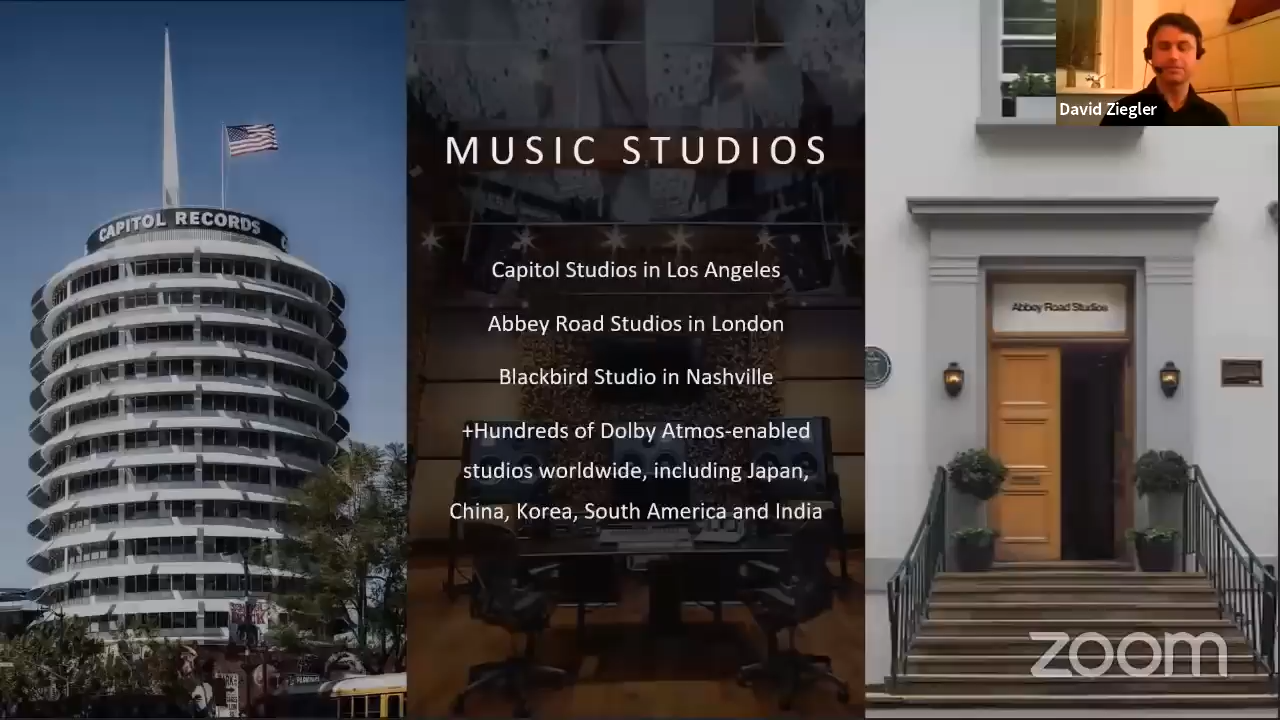 David Ziegler
CAPITOL RECORDS
MUSIC STUDIOS
Capitol Studios in Los Angeles
Abbey Road Studios in London
Blackbird Studio in Nashville
+Hundreds of Dolby Atmos-enabled
studios worldwide, including Japan,
China, Korea, South America and India
Abbey Road Studios
zoom